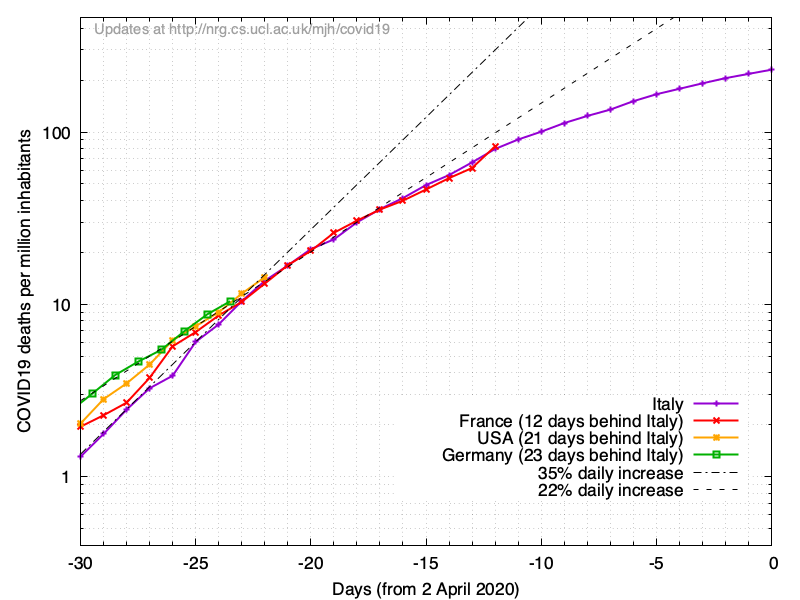 Updates at http://nrg.cs.ucl.ac.uk/mjh/covid19
COVID19 deaths per million inhabitants
100
10
1
Italy
France (12 days behind Italy)
USA (21 days behind Italy)
Germany (23 days behind Italy)
35% daily increase
22% daily increase
-30 -25 -20 -15 -10 -5 0
Days (from 2 April 2020)